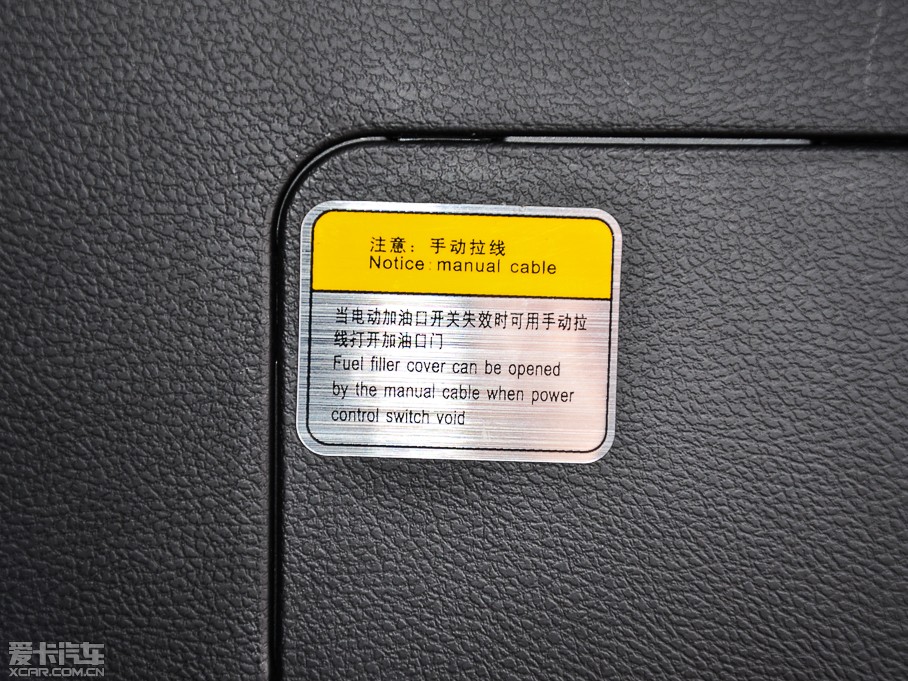 注意：手动拉线
Notice:manual cable
当电动加油口开关失效时可用手动拉
线打开加油口门
Fuel filler cover can be opened
by the manual cable when power
control switch void
爱卡汽车
XCAR.COM.CN